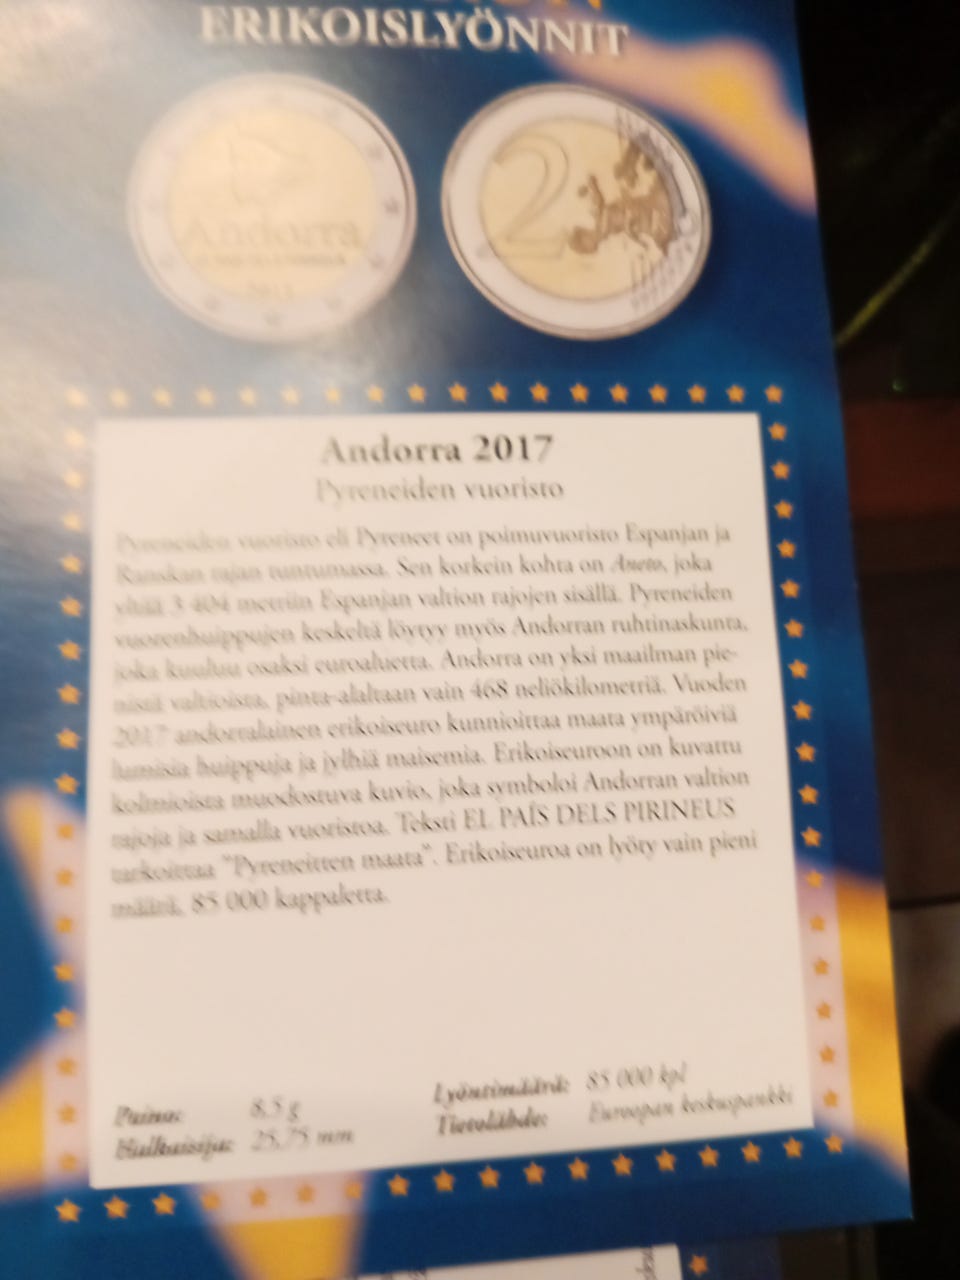 ERIKOISLYÖNNIT
Andorra
2
Andorra 2017
Pyreneiden vuoristo
Pyreneiden vuoristo eli Pyreneet on poimuvuoristo Espanjan ja
Ranskan rajan tuntumassa. Sen korkein kohta on Aneto, joka
yltää 3 404 metriin Espanjan valtion rajojen sisällä. Pyreneiden
vuorenhuippujen keskeltä löytyy myös Andorran ruhtinaskunta,
joka kuuluu osaksi euroaluetta. Andorra on yksi maailman pie-
nistä valtioista, pinta-alaltaan vain 468 neliökilometriä. Vuoden
2017 andorralainen erikoiseuro kunnioittaa maata ympäröiviä
lumisia huippuja ja jylhiä maisemia. Erikoiseuroon on kuvattu
kolmioista muodostuva kuvio, joka symboloi Andorran valtion
rajoja ja samalla vuoristoa. Teksti EL PAÍS DELS PIRINEUS
tarkoittaa "Pyreneitten maata". Erikoiseuroa on lyöty vain pieni
määrä, 85 000 kappaletta.
Paino: 8,5 g Lyöntimäärä: 85 000 kpl
Halkaisija: 25,75 mm Tietolähde: Euroopan keskuspankki